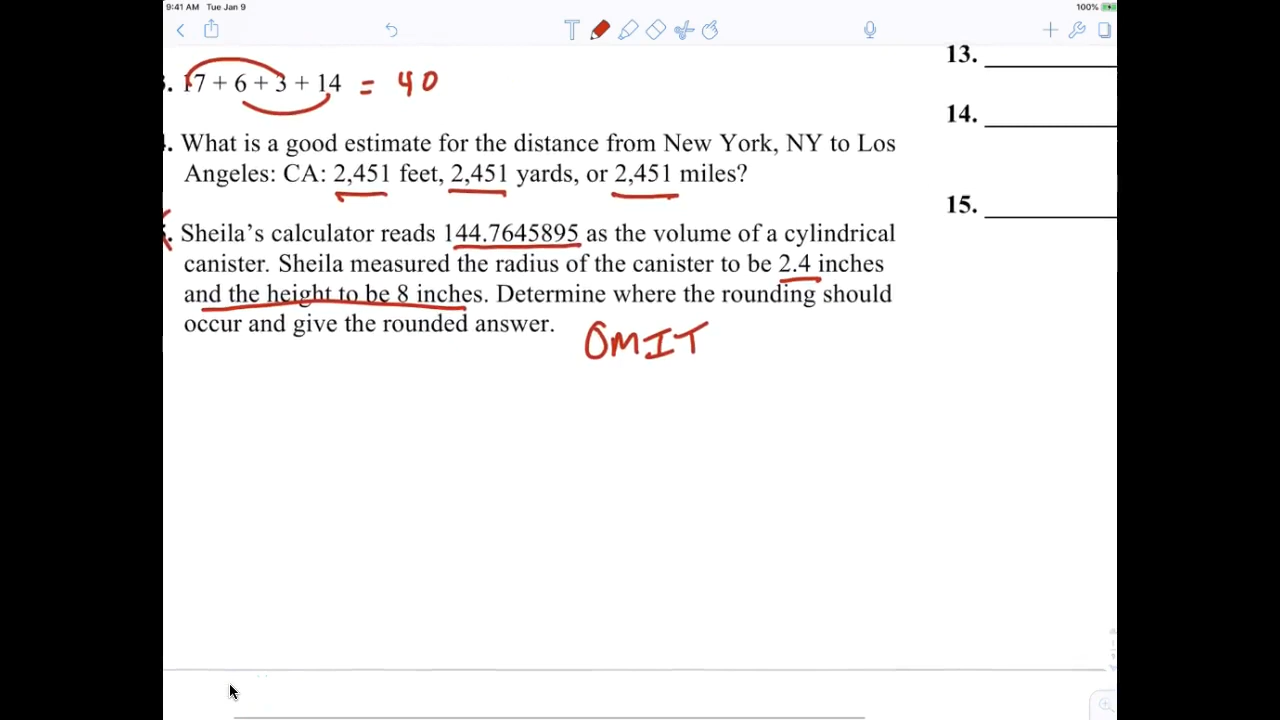 9:41 AM Tue Jan 9
100%
T
. 17 + 6 + 3 + 14 = 40
13.
14.
. What is a good estimate for the distance from New York, NY to Los
Angeles: CA: 2,451 feet, 2,451 yards, or 2,451 miles?
15.
. Sheila's calculator reads 144.7645895 as the volume of a cylindrical
canister. Sheila measured the radius of the canister to be 2.4 inches
and the height to be 8 inches. Determine where the rounding should
occur and give the rounded answer.
OMIT